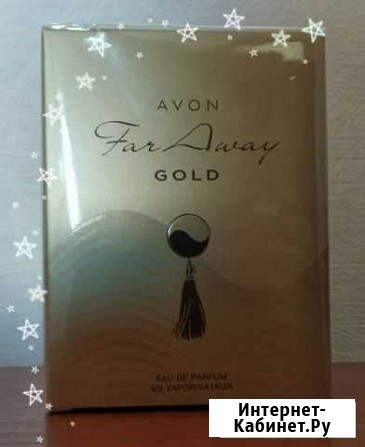 AVON
Far Away
GOLD
EAU DE PARFUM
EN VAPORISATEUR
Интернет-
Кабинет.Ру